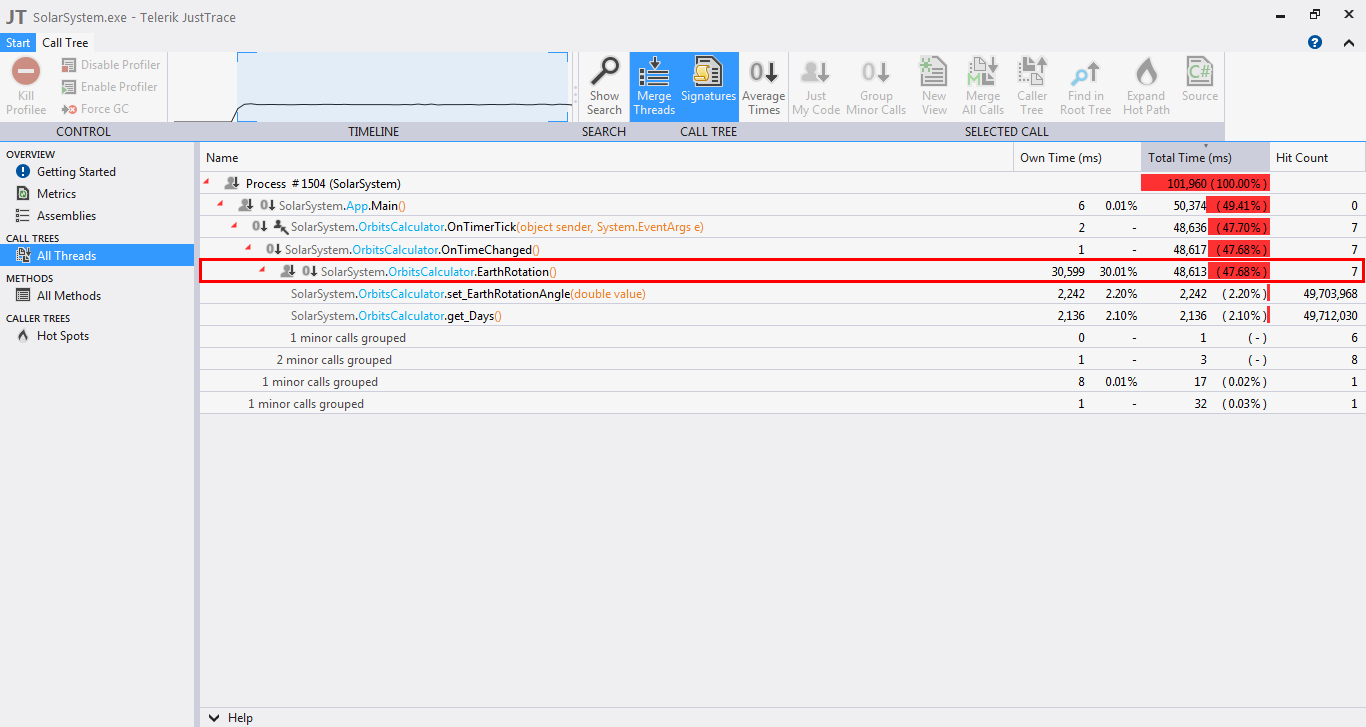 JT SolarSystem.exe - Telerik JustTrace
Start Call Tree
Kill Profilee
Disable Profiler
Enable Profiler
Force GC
CONTROL
TIMELINE
Show Search
SEARCH
Merge Threads
Signatures
Average Times
CALL TREE
Just My Code
Group Minor Calls
New View
Merge All Calls
Caller Tree
Find in Root Tree
Expand Hot Path
Source
SELECTED CALL
OVERVIEW
Getting Started
Metrics
Assemblies
CALL TREES
All Threads
METHODS
All Methods
CALLER TREES
Hot Spots
Name Own Time (ms) Total Time (ms) Hit Count
Process #1504 (SolarSystem) 101,960 (100.00%)
SolarSystem.App.Main() 6 0.01% 50,374 (49.41%) 0
SolarSystem.OrbitsCalculator.OnTimerTick(object sender, System.EventArgs e) 2 - 48,636 (47.70%) 7
SolarSystem.OrbitsCalculator.OnTimeChanged() 1 - 48,617 (47.68%) 7
SolarSystem.OrbitsCalculator.EarthRotation() 30,599 30.01% 48,613 (47.68%) 7
SolarSystem.OrbitsCalculator.set_EarthRotationAngle(double value) 2,242 2.20% 2,242 (2.20%) 49,703,968
SolarSystem.OrbitsCalculator.get_Days() 2,136 2.10% 2,136 (2.10%) 49,712,030
1 minor calls grouped 0 - 1 (-) 6
2 minor calls grouped 1 - 3 (-) 8
1 minor calls grouped 8 0.01% 17 (0.02%) 1
1 minor calls grouped 1 - 32 (0.03%) 1
Help